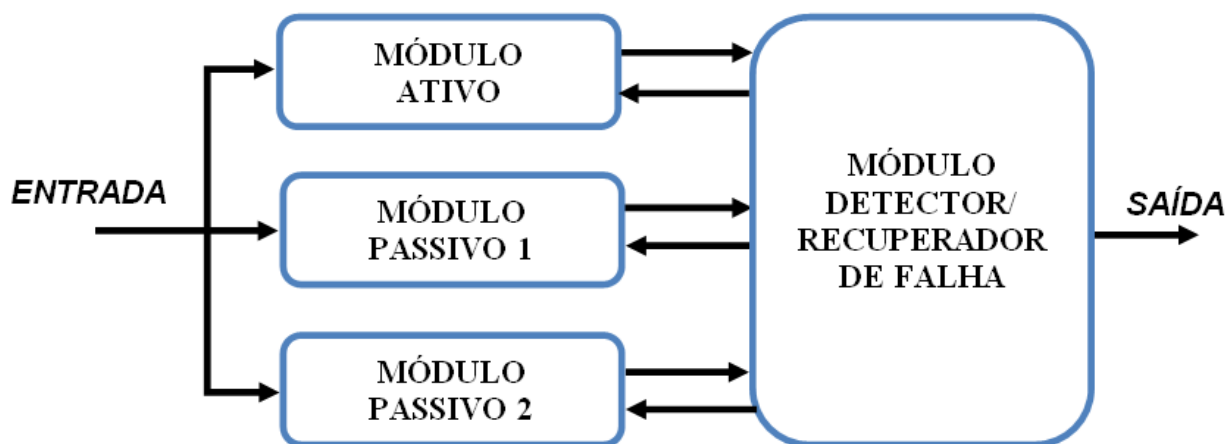 MÓDULO
ATIVO
ENTRADA
MÓDULO
PASSIVO 1
MÓDULO
PASSIVO 2
MÓDULO
DETECTOR/
RECUPERADOR
DE FALHA
SAÍDA